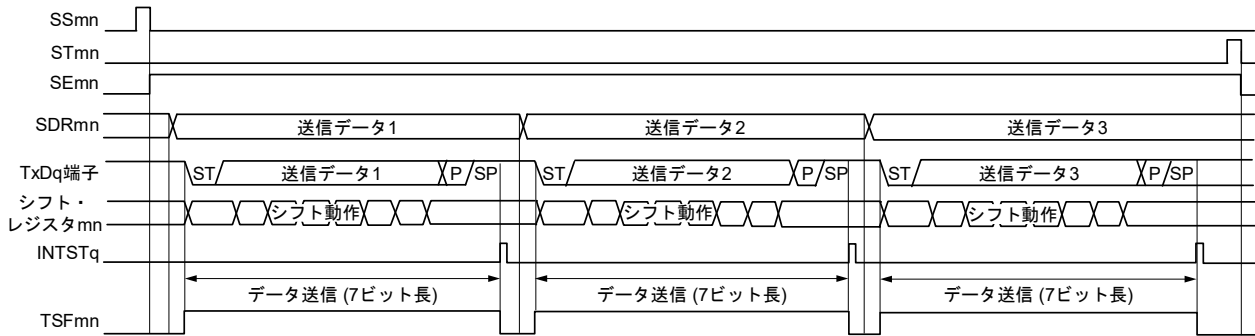 SSmn
STmn
SEmn
SDRmn 送信データ1 送信データ2 送信データ3
TxDq端子 ST 送信データ1 P SP ST 送信データ2 P SP ST 送信データ3 P SP
シフト・
レジスタmn シフト動作 シフト動作 シフト動作
INTSTq
データ送信 (7ビット長) データ送信 (7ビット長) データ送信 (7ビット長)
TSFmn